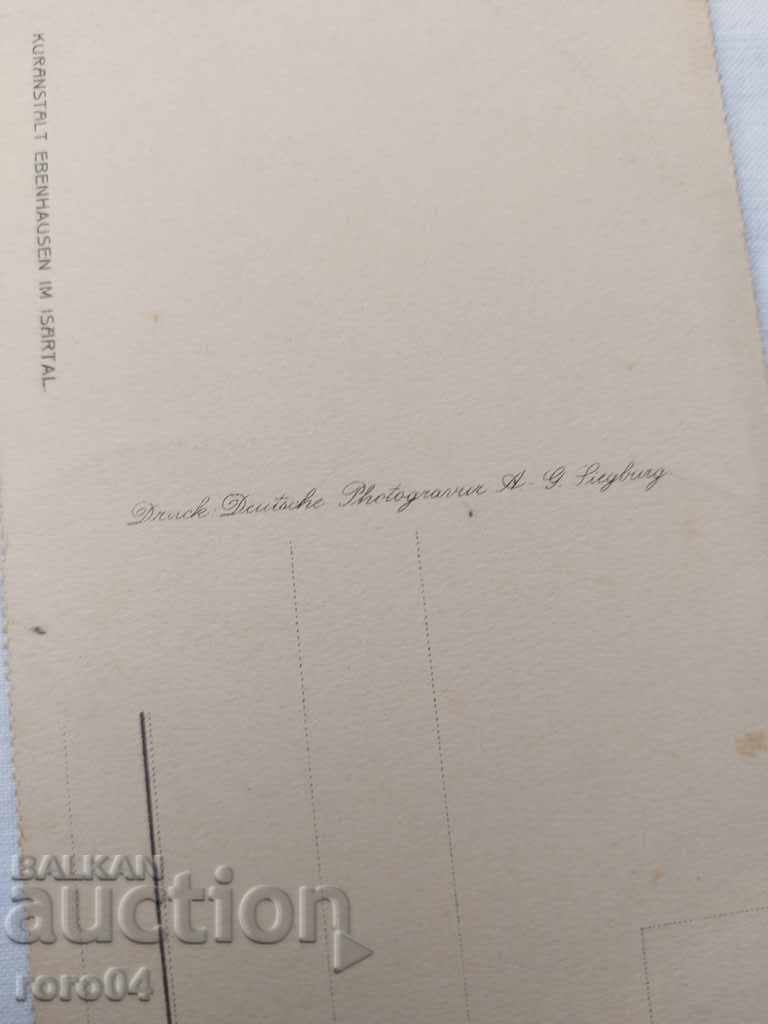 KURANSTALT EBENHAUSEN IM ISARTAL.
Druck: Deutsche Photogravur A-G. Siegburg.
BALKAN
auction
roro04